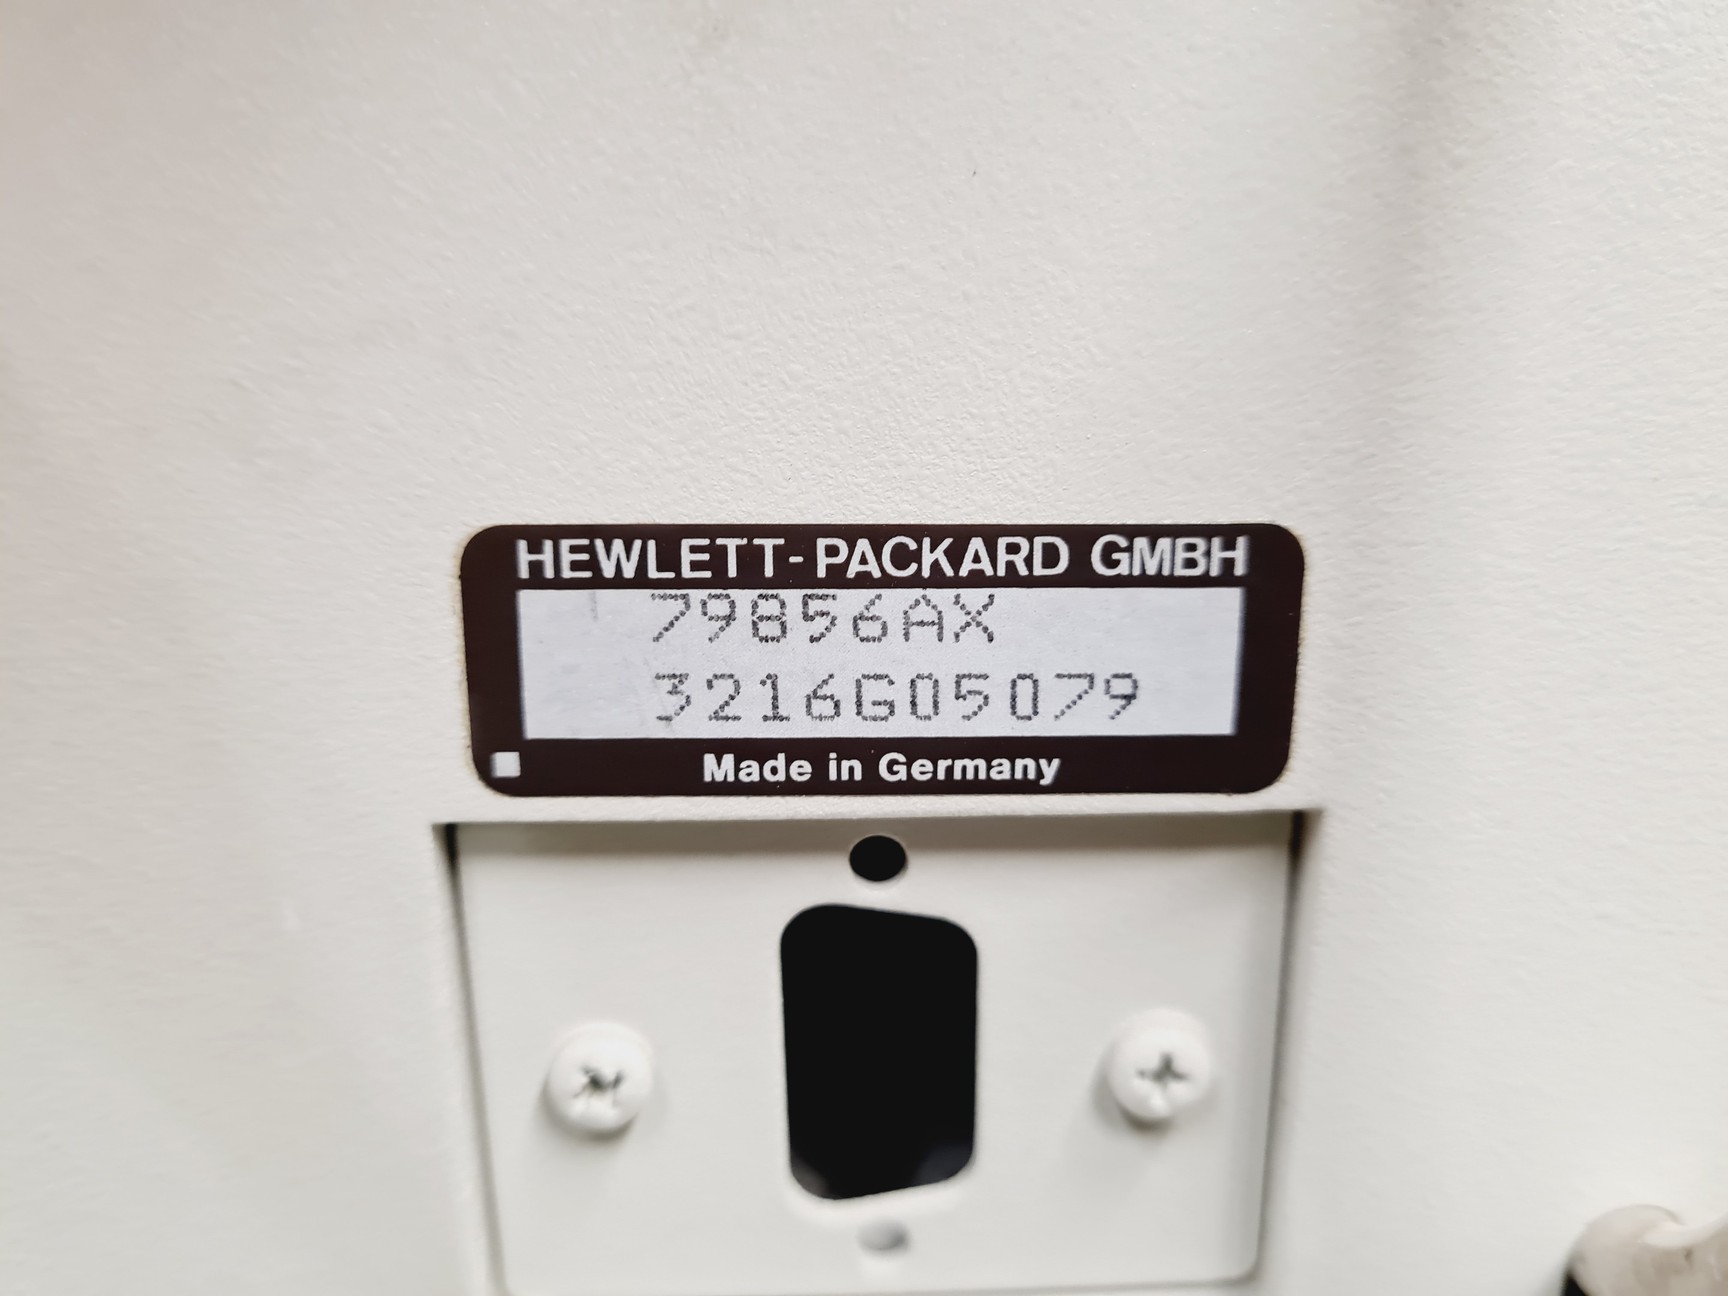 HEWLETT-PACKARD GMBH
79856AX
3216G05079
Made in Germany